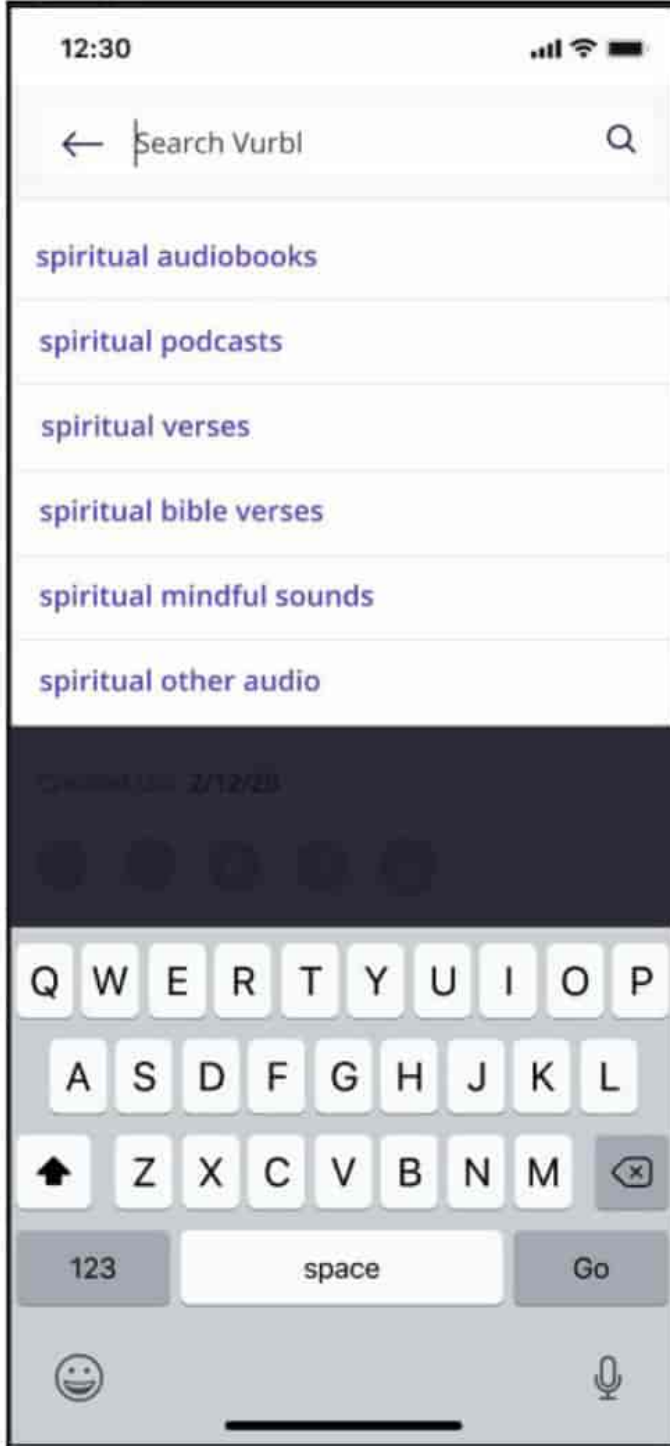 12:30
Search Vurbl
spiritual audiobooks
spiritual podcasts
spiritual verses
spiritual bible verses
spiritual mindful sounds
spiritual other audio
2/12/20
Q W E R T Y U I O P
A S D F G H J K L
Z X C V B N M
123 space Go